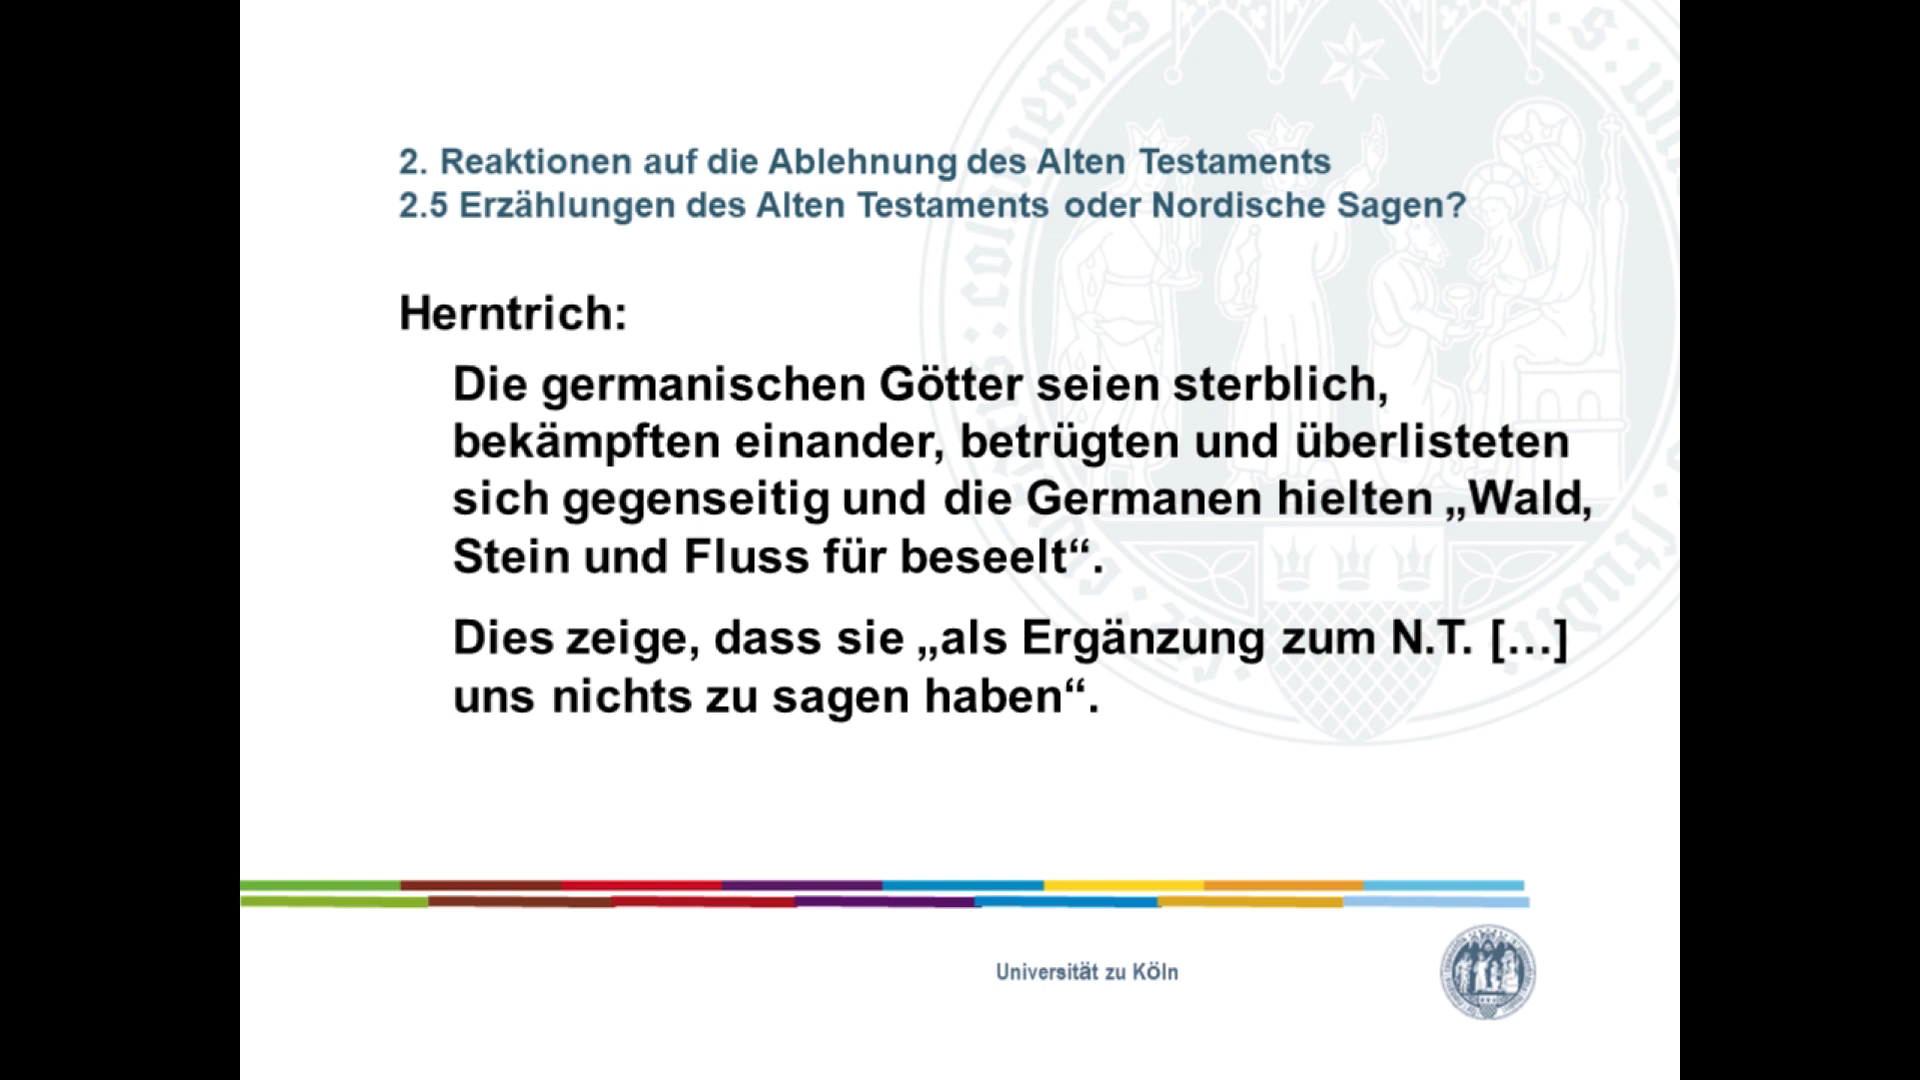 2. Reaktionen auf die Ablehnung des Alten Testaments
2.5 Erzählungen des Alten Testaments oder Nordische Sagen?
Herntrich:
Die germanischen Götter seien sterblich,
bekämpften einander, betrügten und überlisteten
sich gegenseitig und die Germanen hielten „Wald,
Stein und Fluss für beseelt“.
Dies zeige, dass sie „als Ergänzung zum N.T. […]
uns nichts zu sagen haben“.
Universität zu Köln